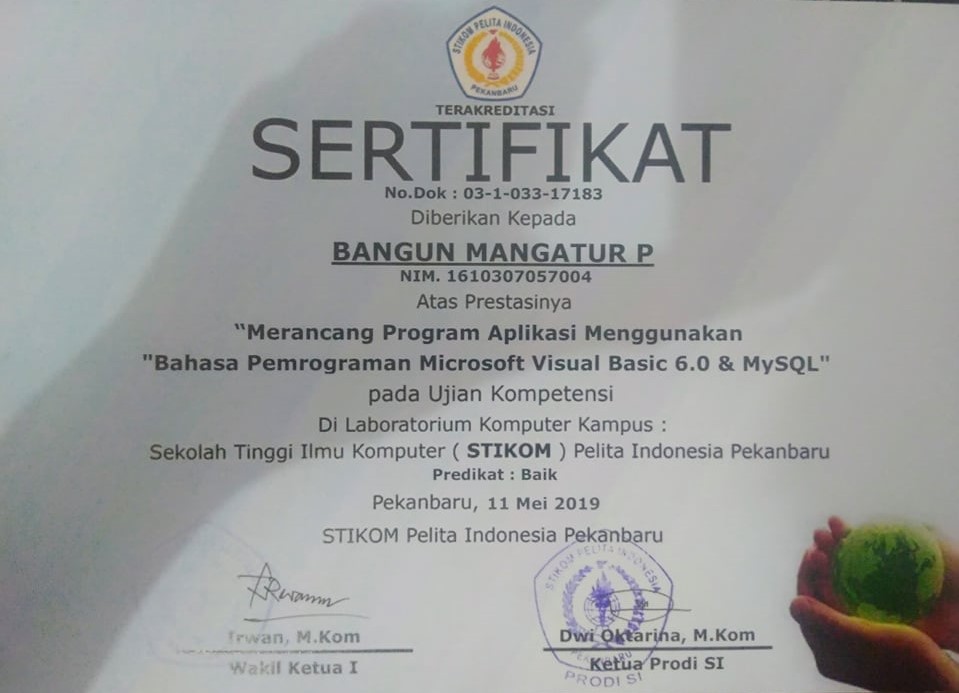 STIKOM PELITA INDONESIA
PEKANBARU
TERAKREDITASI
SERTIFIKAT
No.Dok : 03-1-033-17183
Diberikan Kepada
BANGUN MANGATUR P
NIM. 1610307057004
Atas Prestasinya
“Merancang Program Aplikasi Menggunakan
"Bahasa Pemrograman Microsoft Visual Basic 6.0 & MySQL"
pada Ujian Kompetensi
Di Laboratorium Komputer Kampus :
Sekolah Tinggi Ilmu Komputer ( STIKOM ) Pelita Indonesia Pekanbaru
Predikat : Baik
Pekanbaru, 11 Mei 2019
STIKOM Pelita Indonesia Pekanbaru
STIKOM PELITA INDONESIA
PEKANBARU
PRODI SI
Irwan, M.Kom
Wakil Ketua I
Dwi Oktarina, M.Kom
Ketua Prodi SI